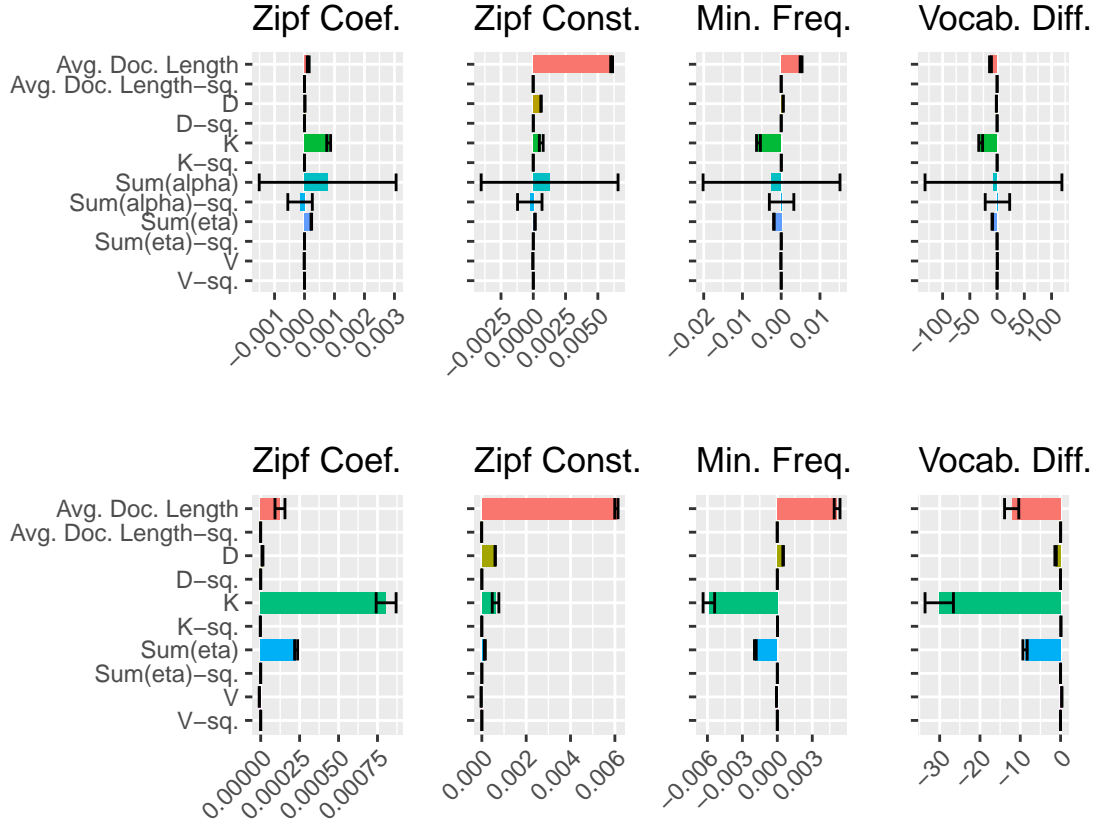 Zipf Coef. Zipf Const. Min. Freq. Vocab. Diff.
Avg. Doc. Length
Avg. Doc. Length−sq.
D
D−sq.
K
K−sq.
Sum(alpha)
Sum(alpha)−sq.
Sum(eta)
Sum(eta)−sq.
V
V−sq.
−0.001 0.000 0.001 0.002 0.003 −0.0025 0.0000 0.0025 0.0050 −0.02 −0.01 0.00 0.01 −100 −50 0 50 100
Zipf Coef. Zipf Const. Min. Freq. Vocab. Diff.
Avg. Doc. Length
Avg. Doc. Length−sq.
D
D−sq.
K
K−sq.
Sum(eta)
Sum(eta)−sq.
V
V−sq.
0.00000 0.00025 0.00050 0.00075 0.000 0.002 0.004 0.006 −0.006 −0.003 0.000 0.003 −30 −20 −10 0